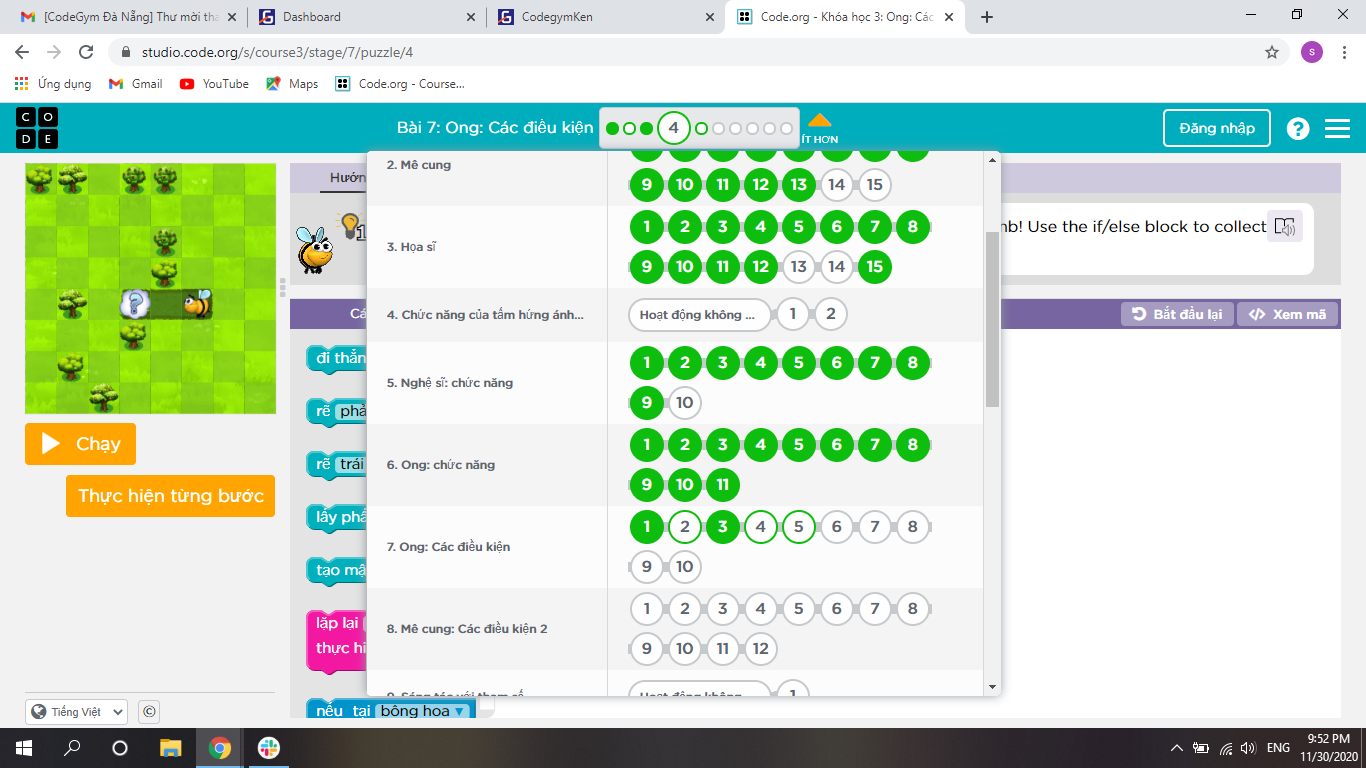 [CodeGym Đà Nẵng] Thư mời tha
Dashboard
CodegymKen
Code.org - Khóa học 3: Ong: Các
studio.code.org/s/course3/stage/7/puzzle/4
s
Ứng dụng
Gmail
YouTube
Maps
Code.org - Course...
C O
D E
Bài 7: Ong: Các điều kiện
4
ÍT HƠN
Đăng nhập
?
Hướn
mb! Use the if/else block to collect
2. Mê cung
9 10 11 12 13 14 15
3. Họa sĩ
1 2 3 4 5 6 7 8
9 10 11 12 13 14 15
4. Chức năng của tấm hứng ánh...
Hoạt động không ...
1 2
5. Nghệ sĩ: chức năng
1 2 3 4 5 6 7 8
9 10
6. Ong: chức năng
1 2 3 4 5 6 7 8
9 10 11
7. Ong: Các điều kiện
1 2 3 4 5 6 7 8
9 10
8. Mê cung: Các điều kiện 2
1 2 3 4 5 6 7 8
9 10 11 12
1
?
Cá
Bắt đầu lại
Xem mã
đi thẳn
rẽ phả
rẽ trái
lấy phấ
tạo mậ
lặp lại
thực hi
nếu tại bông hoa ▼
Chạy
Thực hiện từng bước
Tiếng Việt
©
ENG
9:52 PM
11/30/2020